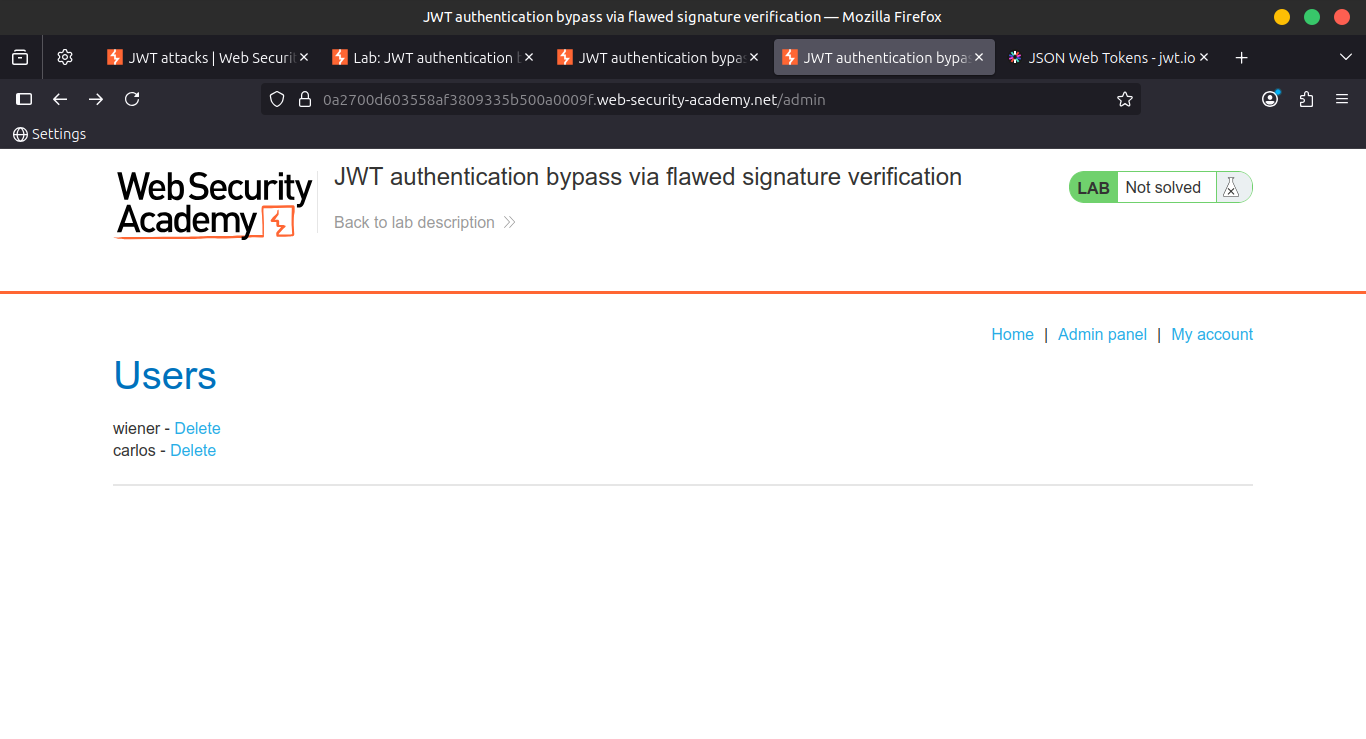 JWT authentication bypass via flawed signature verification — Mozilla Firefox
JWT attacks | Web Securi
Lab: JWT authentication
JWT authentication bypa
JWT authentication bypa
JSON Web Tokens - jwt.io
0a2700d603558af3809335b500a0009f.web-security-academy.net/admin
Settings
WebSecurity
Academy
JWT authentication bypass via flawed signature verification
Back to lab description
LAB Not solved
Home | Admin panel | My account
Users
wiener - Delete
carlos - Delete